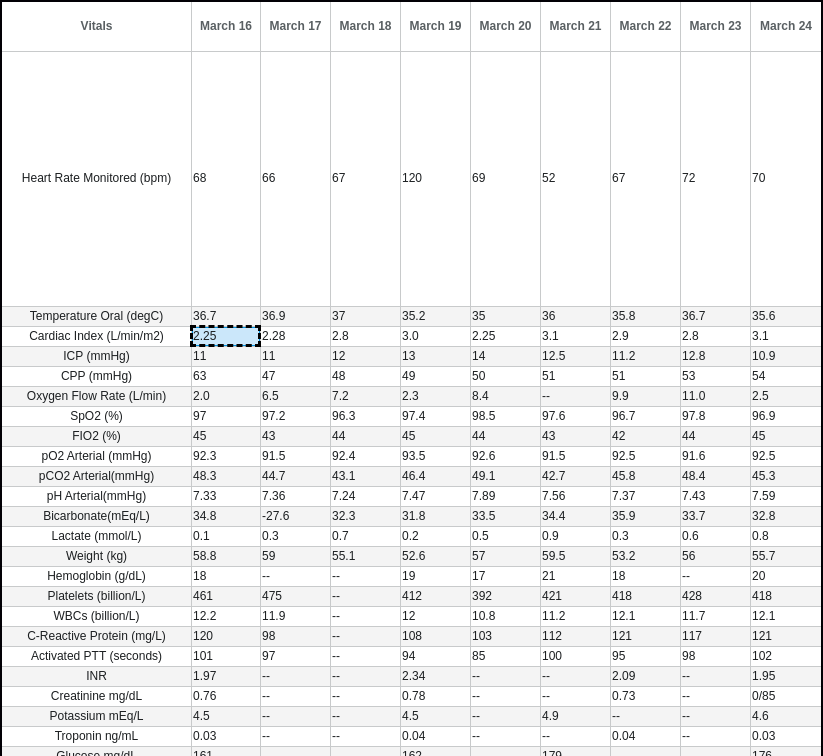 Vitals March 16 March 17 March 18 March 19 March 20 March 21 March 22 March 23 March 24
Heart Rate Monitored (bpm) 68 66 67 120 69 52 67 72 70
Temperature Oral (degC) 36.7 36.9 37 35.2 35 36 35.8 36.7 35.6
Cardiac Index (L/min/m2) 2.25 2.28 2.8 3.0 2.25 3.1 2.9 2.8 3.1
ICP (mmHg) 11 11 12 13 14 12.5 11.2 12.8 10.9
CPP (mmHg) 63 47 48 49 50 51 51 53 54
Oxygen Flow Rate (L/min) 2.0 6.5 7.2 2.3 8.4 -- 9.9 11.0 2.5
SpO2 (%) 97 97.2 96.3 97.4 98.5 97.6 96.7 97.8 96.9
FIO2 (%) 45 43 44 45 44 43 42 44 45
pO2 Arterial (mmHg) 92.3 91.5 92.4 93.5 92.6 91.5 92.5 91.6 92.5
pCO2 Arterial(mmHg) 48.3 44.7 43.1 46.4 49.1 42.7 45.8 48.4 45.3
pH Arterial(mmHg) 7.33 7.36 7.24 7.47 7.89 7.56 7.37 7.43 7.59
Bicarbonate(mEq/L) 34.8 -27.6 32.3 31.8 33.5 34.4 35.9 33.7 32.8
Lactate (mmol/L) 0.1 0.3 0.7 0.2 0.5 0.9 0.3 0.6 0.8
Weight (kg) 58.8 59 55.1 52.6 57 59.5 53.2 56 55.7
Hemoglobin (g/dL) 18 -- -- 19 17 21 18 -- 20
Platelets (billion/L) 461 475 -- 412 392 421 418 428 418
WBCs (billion/L) 12.2 11.9 -- 12 10.8 11.2 12.1 11.7 12.1
C-Reactive Protein (mg/L) 120 98 -- 108 103 112 121 117 121
Activated PTT (seconds) 101 97 -- 94 85 100 95 98 102
INR 1.97 -- -- 2.34 -- -- 2.09 -- 1.95
Creatinine mg/dL 0.76 -- -- 0.78 -- -- 0.73 -- 0/85
Potassium mEq/L 4.5 -- -- 4.5 -- 4.9 -- -- 4.6
Troponin ng/mL 0.03 -- -- 0.04 -- -- 0.04 -- 0.03
Glucose mg/dL 161 -- -- 162 -- 179 -- -- 176